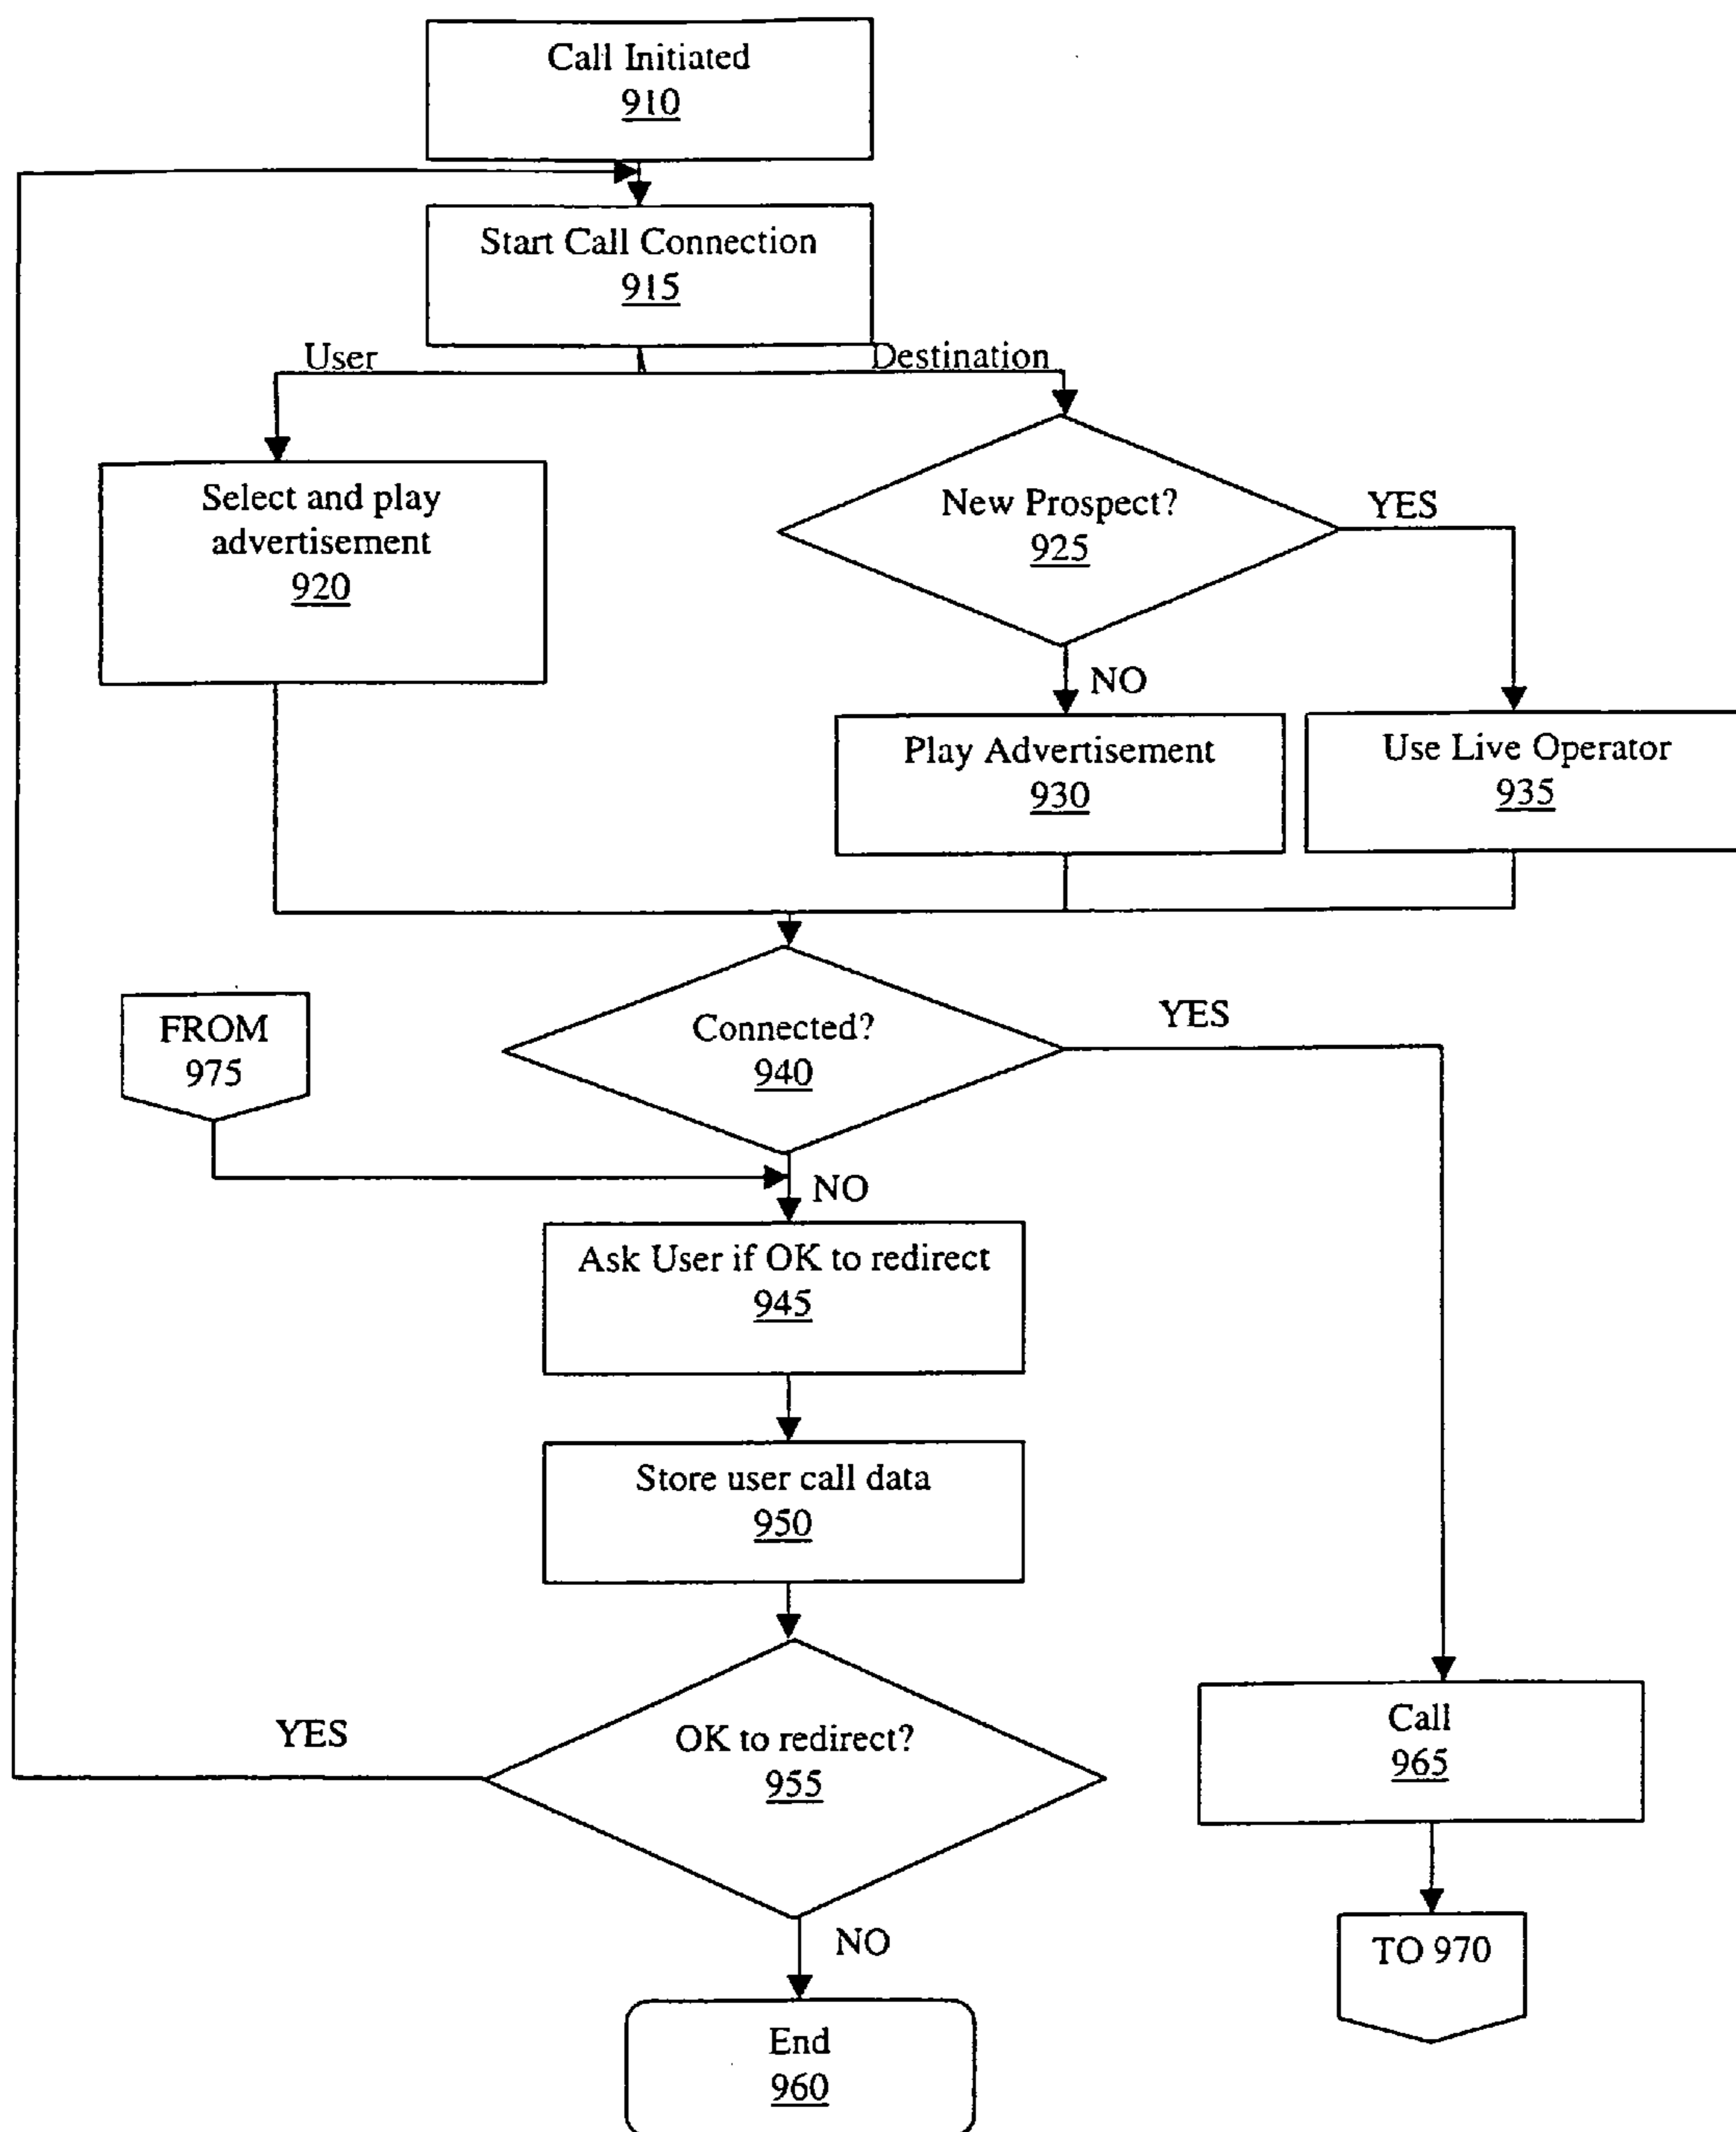 Call Initiated
910
Start Call Connection
915
User
Destination
Select and play
advertisement
920
New Prospect?
925
YES
NO
Play Advertisement
930
Use Live Operator
935
FROM
975
Connected?
940
YES
NO
Ask User if OK to redirect
945
Store user call data
950
YES
OK to redirect?
955
Call
965
NO
TO 970
End
960